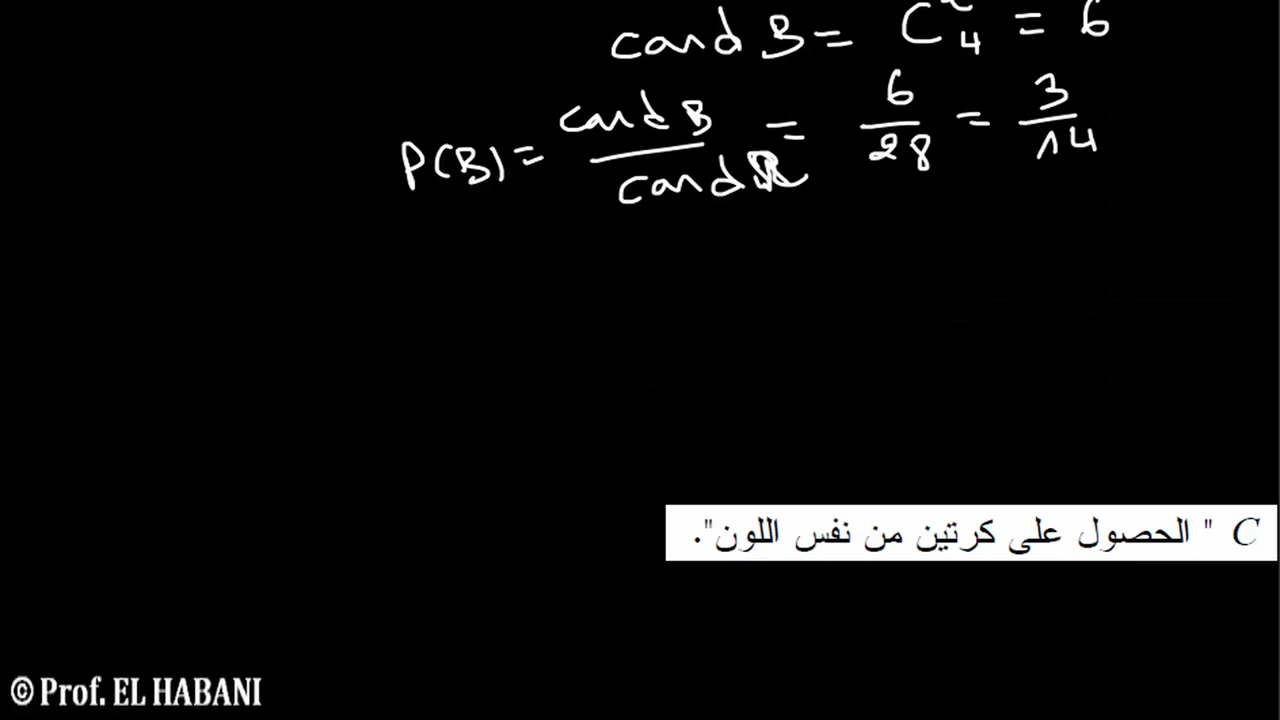 card B = C²₄ = 6
P(B) = card B / card Ω = 6/28 = 3/14
C " الحصول على كرتين من نفس اللون".
© Prof. EL HABANI